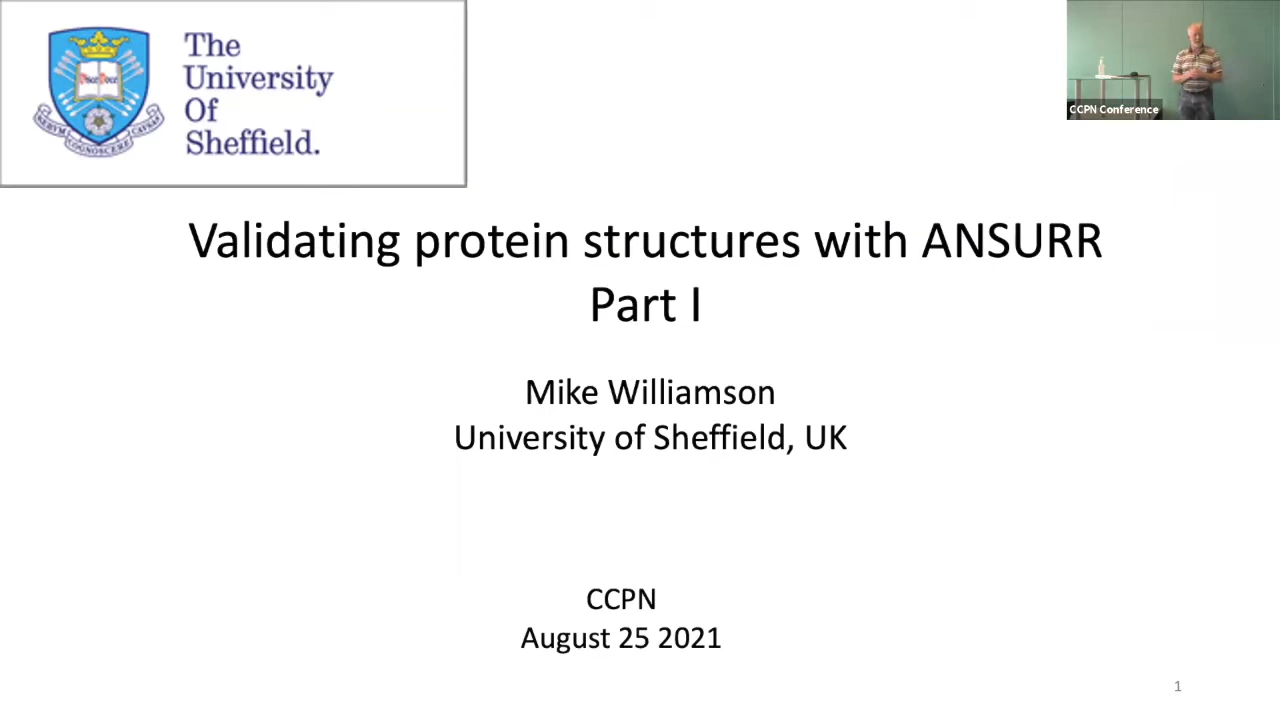 The
University
Of
Sheffield.
CCPN Conference
Validating protein structures with ANSURR
Part I
Mike Williamson
University of Sheffield, UK
CCPN
August 25 2021
1